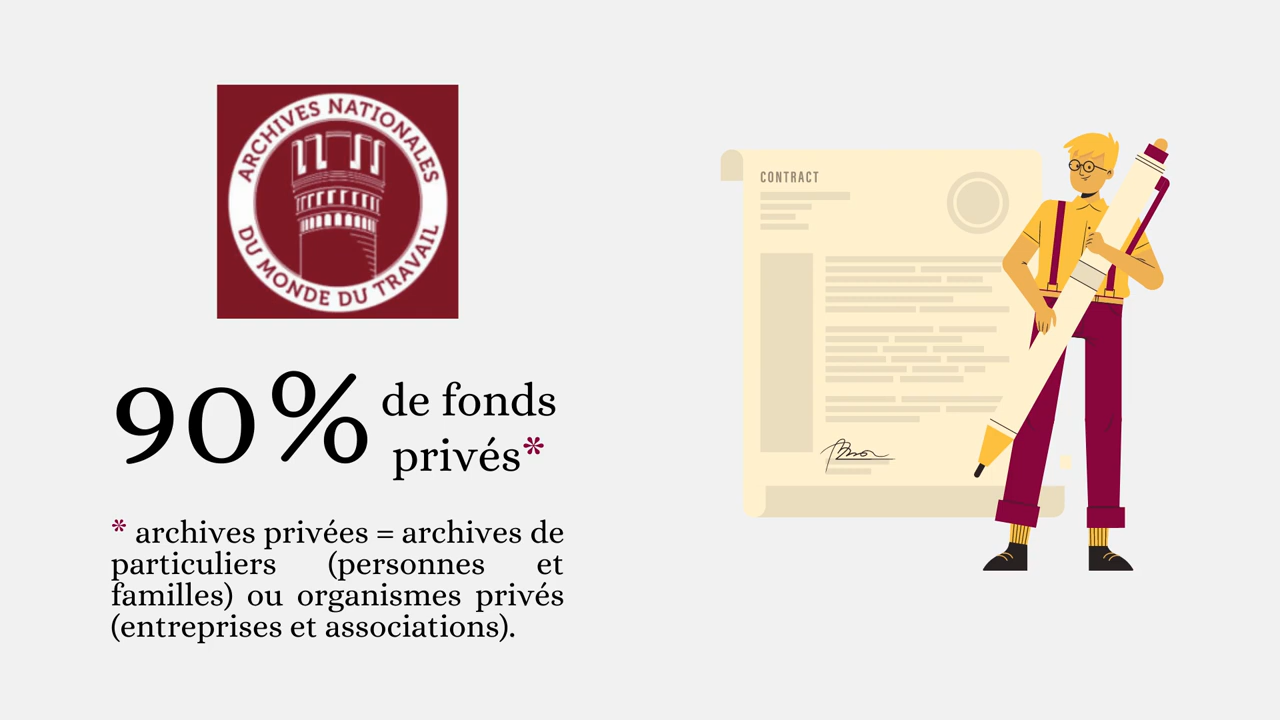 ARCHIVES NATIONALES
DU MONDE DU TRAVAIL
90% de fonds
privés*
* archives privées = archives de
particuliers (personnes et
familles) ou organismes privés
(entreprises et associations).
CONTRACT